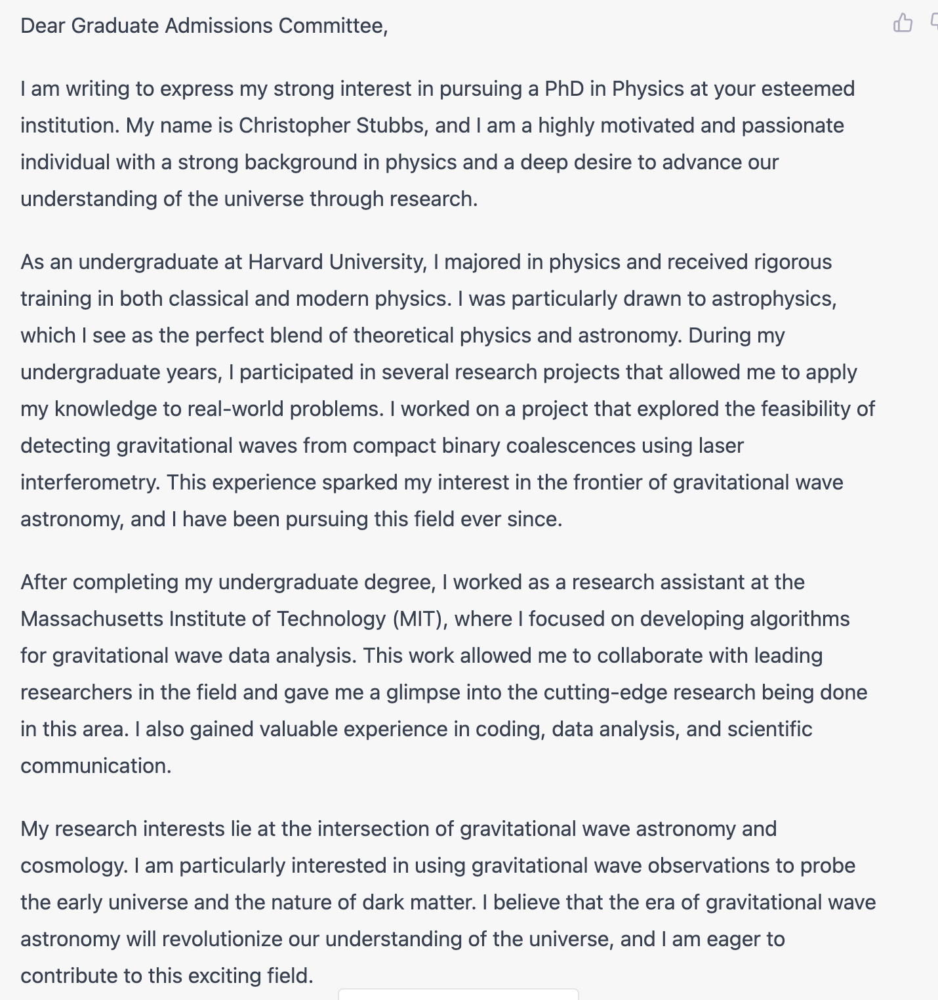 Dear Graduate Admissions Committee,
I am writing to express my strong interest in pursuing a PhD in Physics at your esteemed
institution. My name is Christopher Stubbs, and I am a highly motivated and passionate
individual with a strong background in physics and a deep desire to advance our
understanding of the universe through research.
As an undergraduate at Harvard University, I majored in physics and received rigorous
training in both classical and modern physics. I was particularly drawn to astrophysics,
which I see as the perfect blend of theoretical physics and astronomy. During my
undergraduate years, I participated in several research projects that allowed me to apply
my knowledge to real-world problems. I worked on a project that explored the feasibility of
detecting gravitational waves from compact binary coalescences using laser
interferometry. This experience sparked my interest in the frontier of gravitational wave
astronomy, and I have been pursuing this field ever since.
After completing my undergraduate degree, I worked as a research assistant at the
Massachusetts Institute of Technology (MIT), where I focused on developing algorithms
for gravitational wave data analysis. This work allowed me to collaborate with leading
researchers in the field and gave me a glimpse into the cutting-edge research being done
in this area. I also gained valuable experience in coding, data analysis, and scientific
communication.
My research interests lie at the intersection of gravitational wave astronomy and
cosmology. I am particularly interested in using gravitational wave observations to probe
the early universe and the nature of dark matter. I believe that the era of gravitational wave
astronomy will revolutionize our understanding of the universe, and I am eager to
contribute to this exciting field.